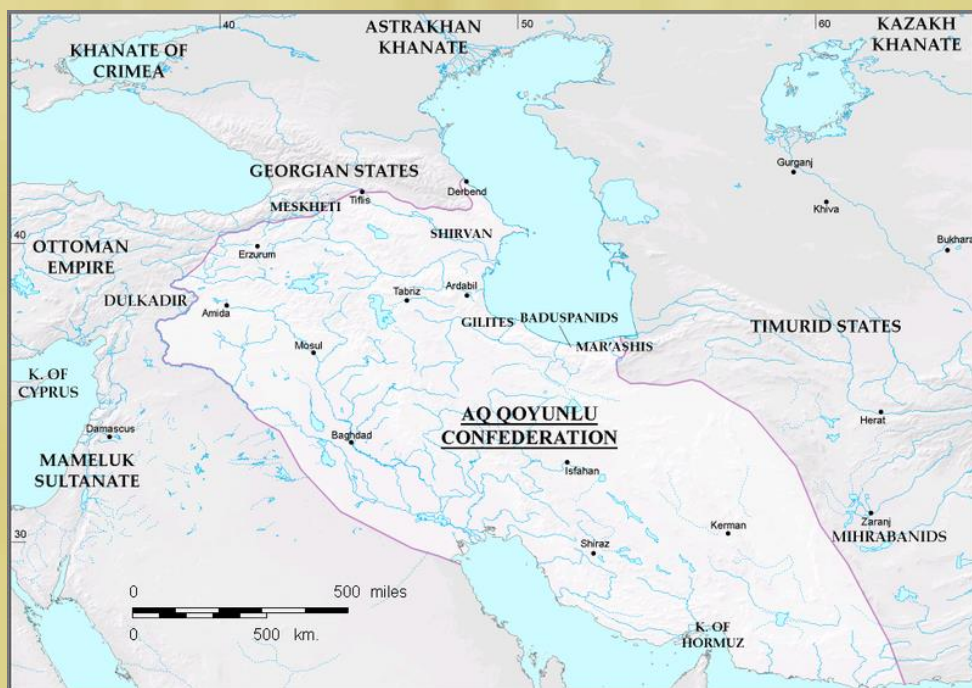 40
50
60
KHANATE OF
CRIMEA
ASTRAKHAN
KHANATE
KAZAKH
KHANATE
Gurganj
GEORGIAN STATES
Derbend
MESKHETI
Tiflis
Khiva
SHIRVAN
40
OTTOMAN
EMPIRE
Erzurum
Bukhara
DULKADIR
Amida
Tabriz
Ardabil
GILITES
BADUSPANIDS
MAR'ASHIS
TIMURID STATES
Mosul
K. OF
CYPRUS
Damascus
Baghdad
AQ QOYUNLU
CONFEDERATION
Herat
MAMELUK
SULTANATE
Isfahan
30
Kerman
Zaranj
MIHRABANIDS
Shiraz
0 500 miles
0 500 km.
K. OF
HORMUZ